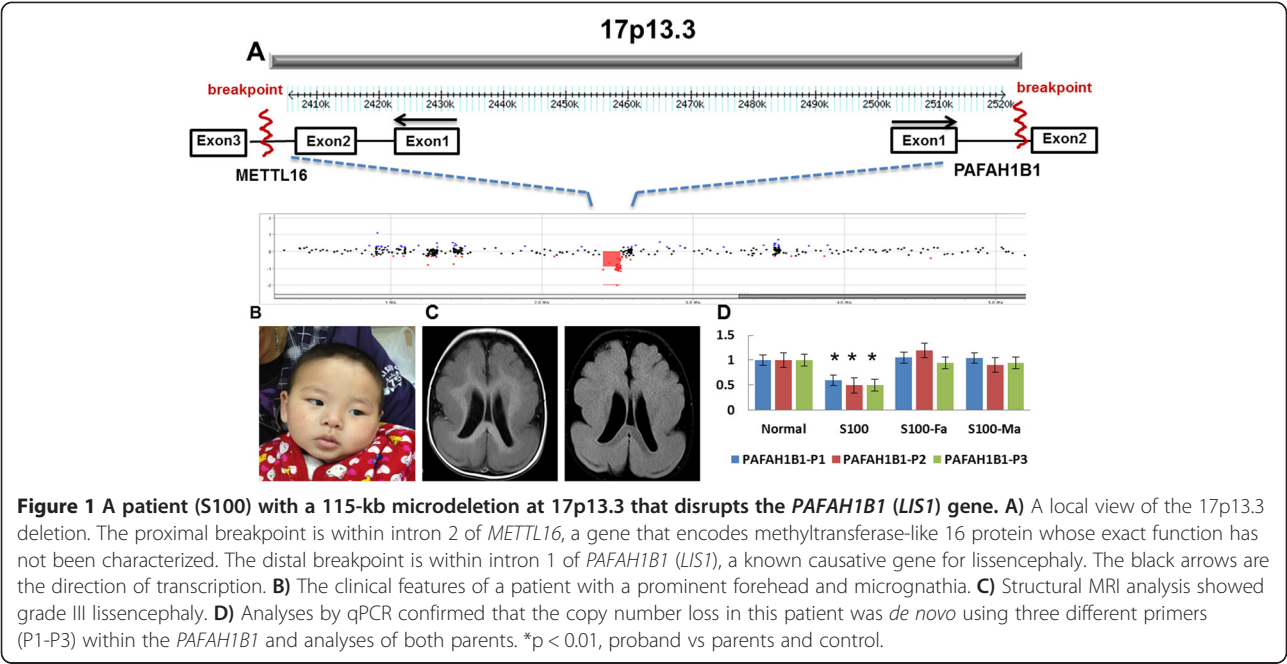 17p13.3
A
breakpoint
breakpoint
2410k 2420k 2430k 2440k 2450k 2460k 2470k 2480k 2490k 2500k 2510k 2520k
Exon3 Exon2 Exon1 Exon1 Exon2
METTL16 PAFAH1B1
2
1
0
-1
-2
B C D
1.5
1
0.5
0
* * *
Normal S100 S100-Fa S100-Ma
PAFAH1B1-P1 PAFAH1B1-P2 PAFAH1B1-P3
Figure 1 A patient (S100) with a 115-kb microdeletion at 17p13.3 that disrupts the PAFAH1B1 (LIS1) gene. A) A local view of the 17p13.3
deletion. The proximal breakpoint is within intron 2 of METTL16, a gene that encodes methyltransferase-like 16 protein whose exact function has
not been characterized. The distal breakpoint is within intron 1 of PAFAH1B1 (LIS1), a known causative gene for lissencephaly. The black arrows are
the direction of transcription. B) The clinical features of a patient with a prominent forehead and micrognathia. C) Structural MRI analysis showed
grade III lissencephaly. D) Analyses by qPCR confirmed that the copy number loss in this patient was de novo using three different primers
(P1-P3) within the PAFAH1B1 and analyses of both parents. *p < 0.01, proband vs parents and control.